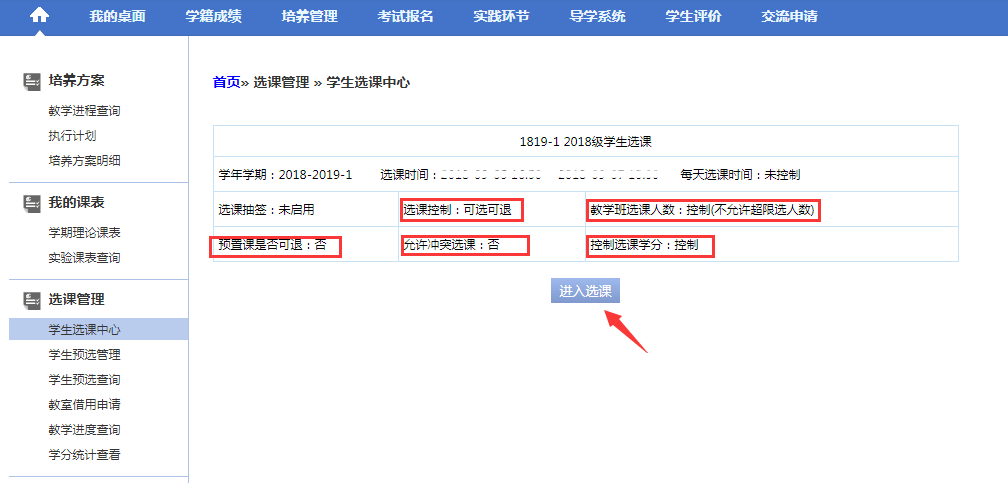 我的桌面 学籍成绩 培养管理 考试报名 实践环节 导学系统 学生评价 交流申请
培养方案
教学进程查询
执行计划
培养方案明细
我的课表
学期理论课表
实验课表查询
选课管理
学生选课中心
学生预选管理
学生预选查询
教室借用申请
教学进度查询
学分统计查看
首页» 选课管理 » 学生选课中心
1819-1 2018级学生选课
学年学期：2018-2019-1 选课时间： 每天选课时间：未控制
选课抽签：未启用 选课控制：可选可退 教学班选课人数：控制(不允许超限选人数)
预置课是否可退：否 允许冲突选课：否 控制选课学分：控制
进入选课